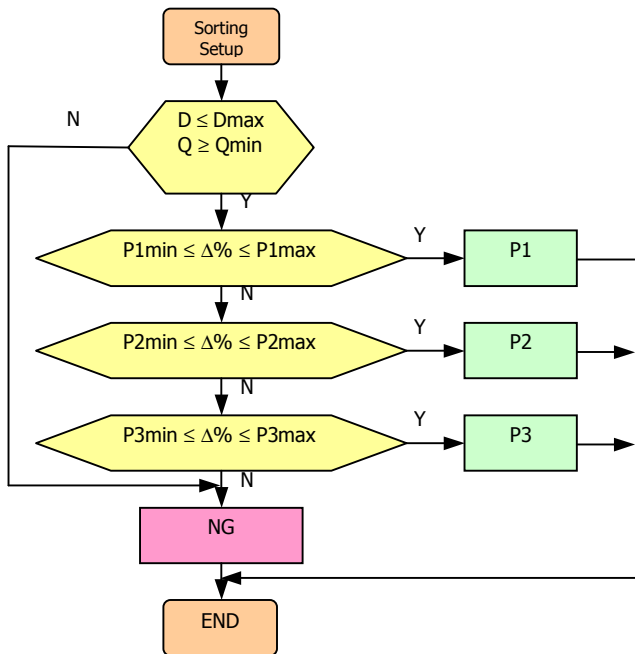 Sorting
Setup
N
D ≤ Dmax
Q ≥ Qmin
Y
P1min ≤ Δ% ≤ P1max
Y
P1
N
P2min ≤ Δ% ≤ P2max
Y
P2
N
P3min ≤ Δ% ≤ P3max
Y
P3
N
NG
END